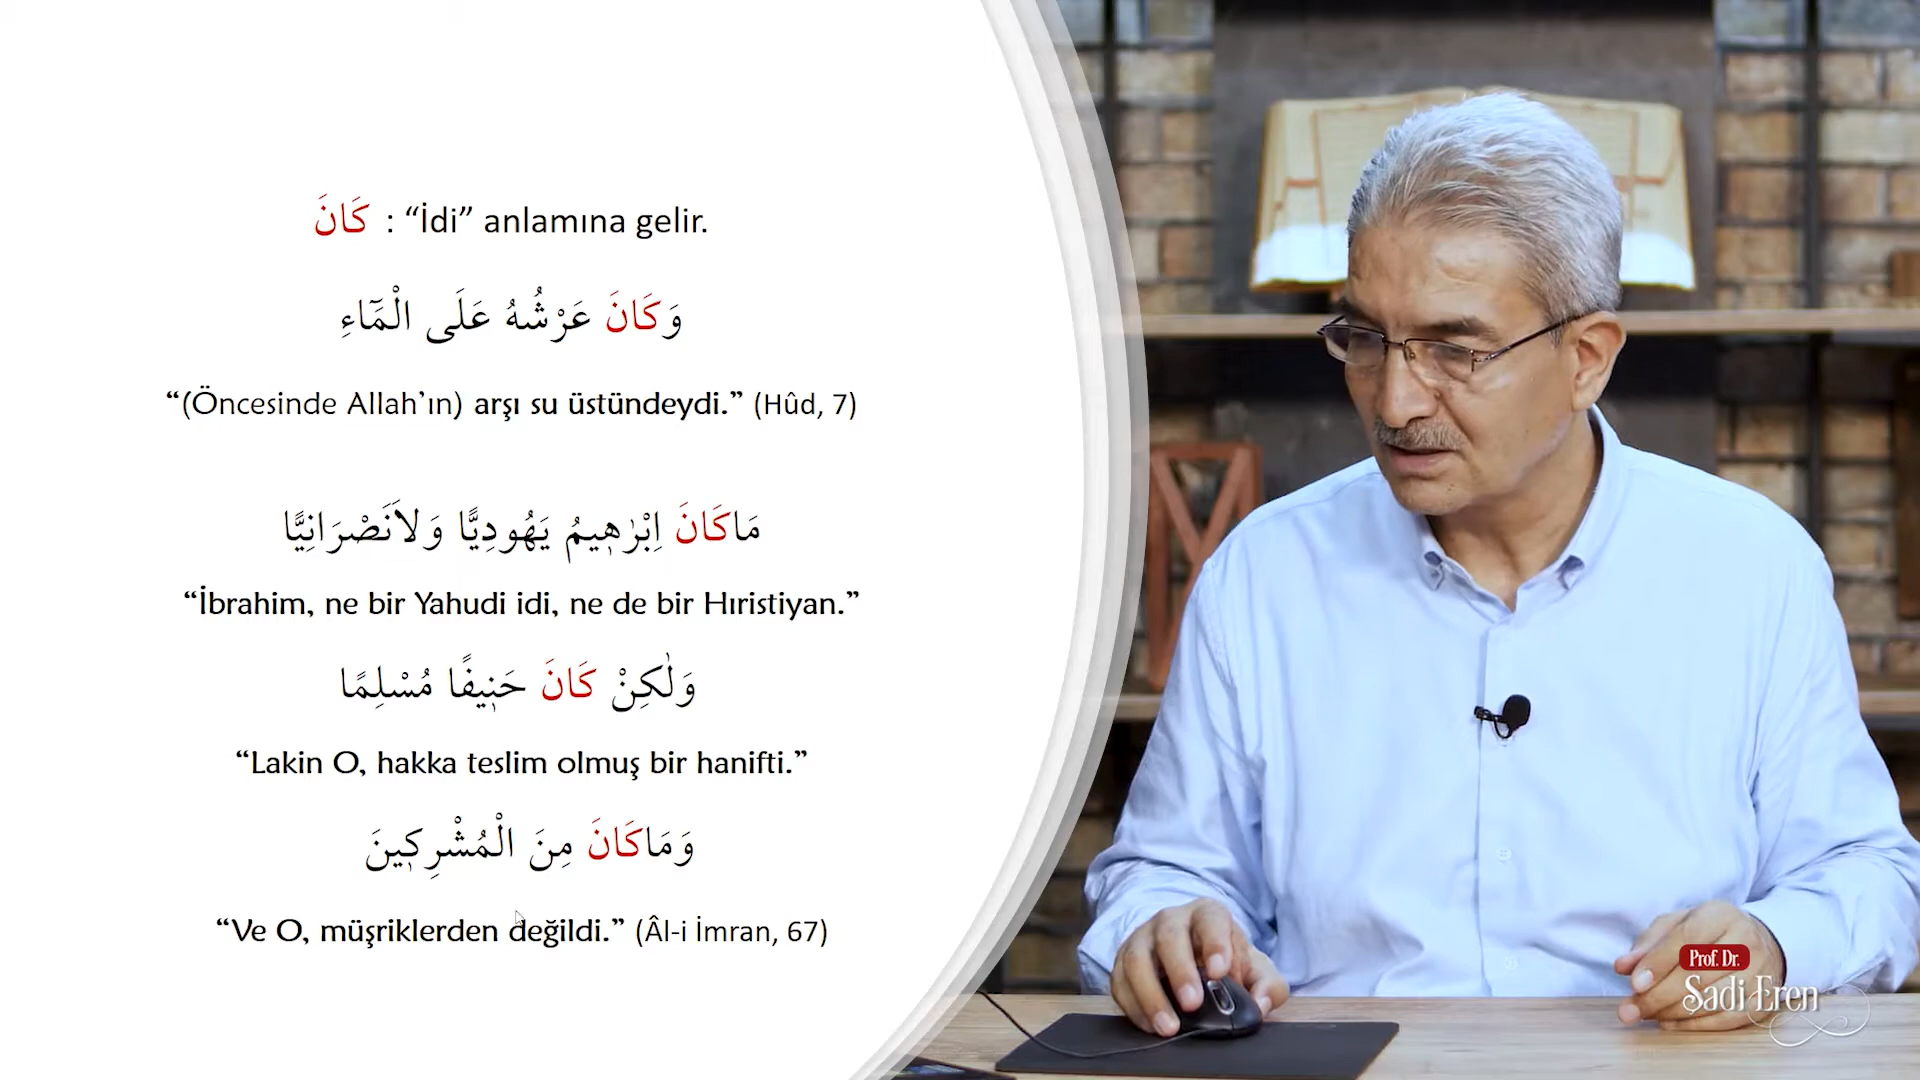 كَانَ : “İdi” anlamına gelir.
وَكَانَ عَرْشُهُ عَلَى الْمَٓاءِ
“(Öncesinde Allah’ın) arşı su üstündeydi.” (Hûd, 7)
مَاكَانَ اِبْرٰه۪يمُ يَهُودِيًّا وَلاَنَصْرَانِيًّا
“İbrahim, ne bir Yahudi idi, ne de bir Hıristiyan.”
وَلٰكِنْ كَانَ حَن۪يفًا مُسْلِمًا
“Lakin O, hakka teslim olmuş bir hanifti.”
وَمَاكَانَ مِنَ الْمُشْرِك۪ينَ
“Ve O, müşriklerden değildi.” (Âl-i İmran, 67)
Prof. Dr.
Şadi Eren